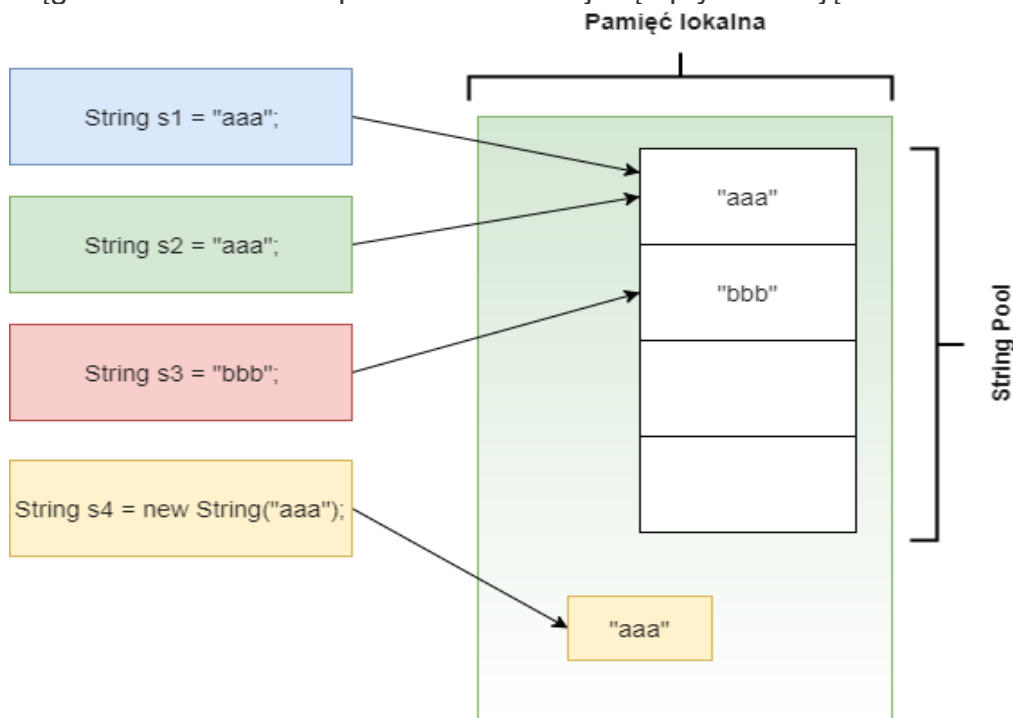 Pamięć lokalna
String s1 = "aaa";
String s2 = "aaa";
String s3 = "bbb";
String s4 = new String("aaa");
"aaa"
"bbb"
"aaa"
String Pool